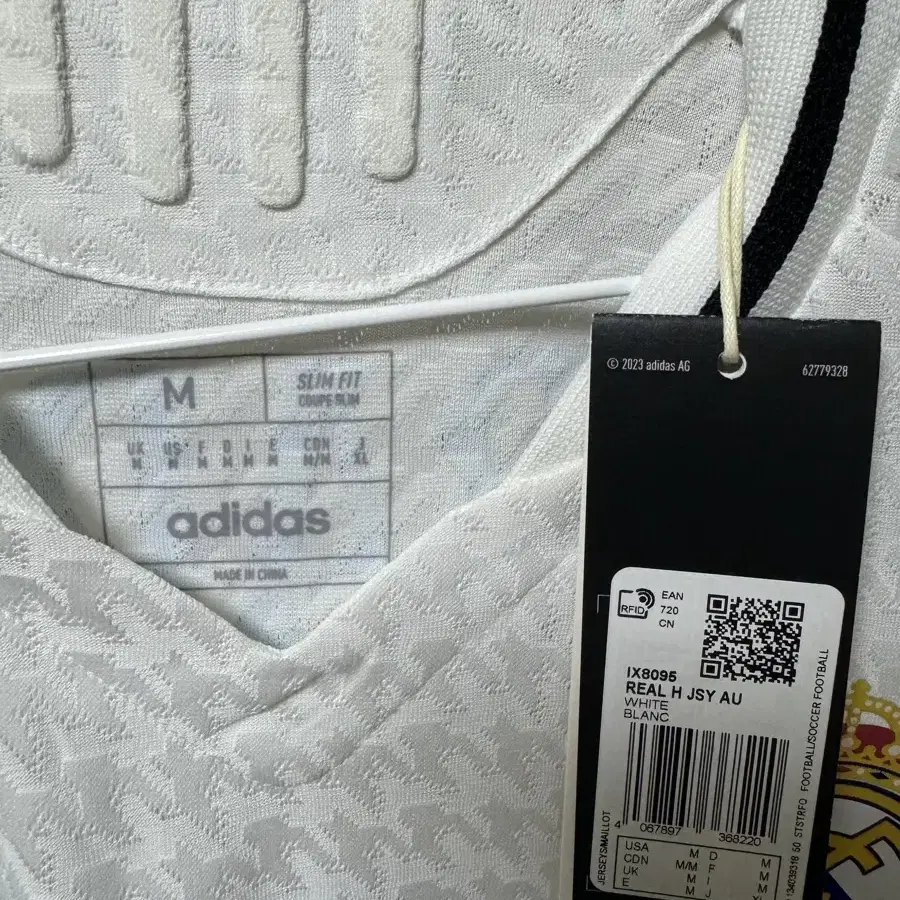 M
SLIM FIT
COUPE SLIM
UK US F D I E CDN J
M M M M M M M/M XL
adidas
MADE IN CHINA
© 2023 adidas AG
62779328
RFID
EAN
720
CN
IX8095
REAL H JSY AU
WHITE
BLANC
4 067897 368220
JERSEYS/MAILLOT
FOOTBALL/SOCCER FOOTBALL
USA M D M
CDN M/M F M
UK M I M
E M J